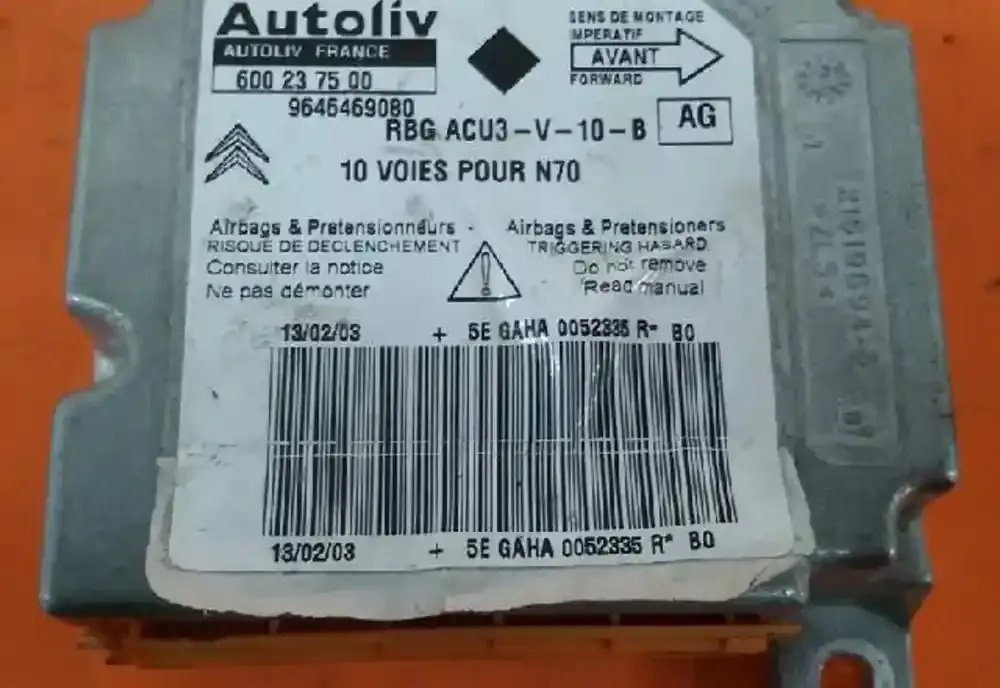 Autoliv
AUTOLIV FRANCE
600 23 75 00
9646469080
SENS DE MONTAGE
IMPERATIF
AVANT
FORWARD
RBG ACU3-V-10-B
AG
10 VOIES POUR N70
Airbags & Pretensionneurs -
RISQUE DE DECLENCHEMENT
Consulter la notice
Ne pas démonter
Airbags & Pretensioners
TRIGGERING HASARD.
Do not remove
Read manual
13/02/03 + 5E GAHA 0052335 R* B0
13/02/03 + 5E GAHA 0052335 R* B0